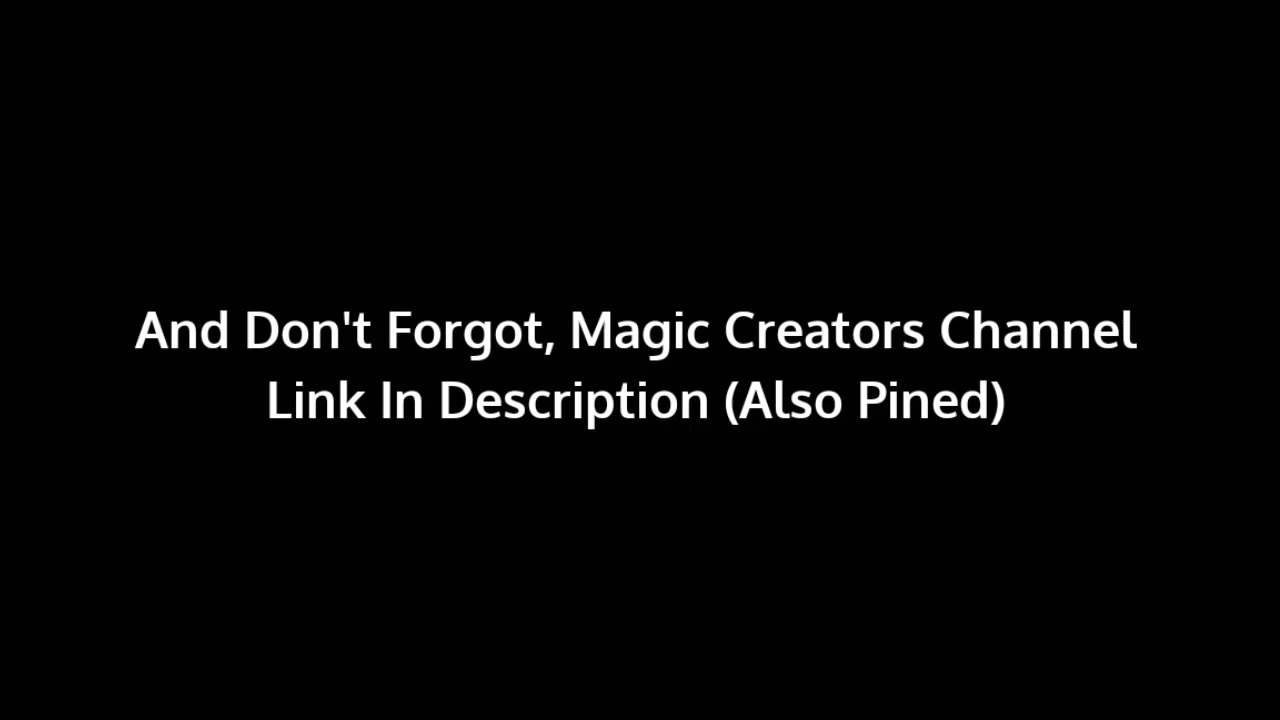 And Don't Forgot, Magic Creators Channel
Link In Description (Also Pined)